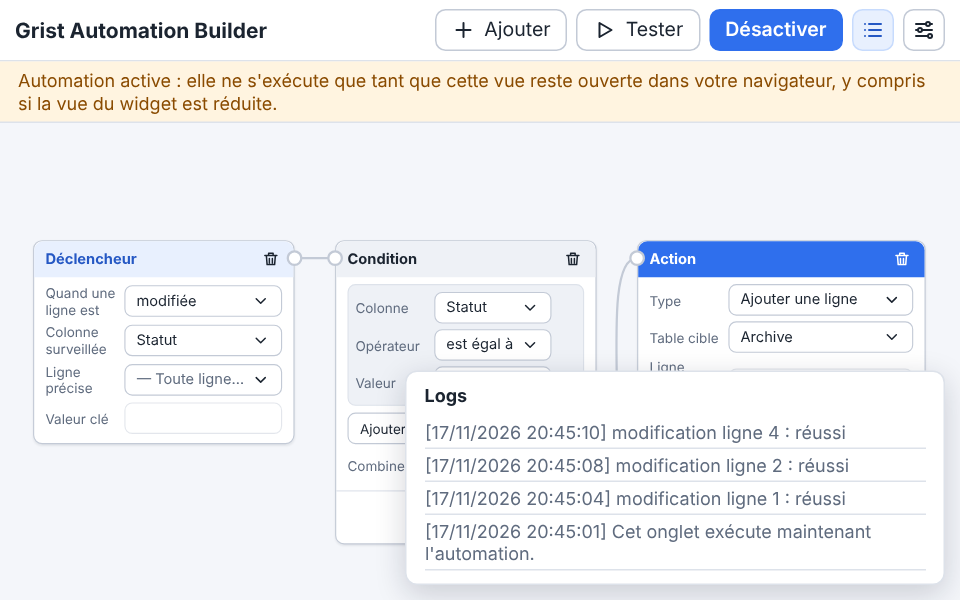 Grist Automation Builder
Ajouter
Tester
Désactiver
Automation active : elle ne s'exécute que tant que cette vue reste ouverte dans votre navigateur, y compris
si la vue du widget est réduite.
Déclencheur
Quand une
ligne est
modifiée
Colonne
surveillée
Statut
Ligne
précise
— Toute ligne...
Valeur clé
Condition
Colonne
Statut
Opérateur
est égal à
Valeur
Ajouter
Combine
Action
Type
Ajouter une ligne
Table cible
Archive
Ligne
Logs
[17/11/2026 20:45:10] modification ligne 4 : réussi
[17/11/2026 20:45:08] modification ligne 2 : réussi
[17/11/2026 20:45:04] modification ligne 1 : réussi
[17/11/2026 20:45:01] Cet onglet exécute maintenant
l'automation.